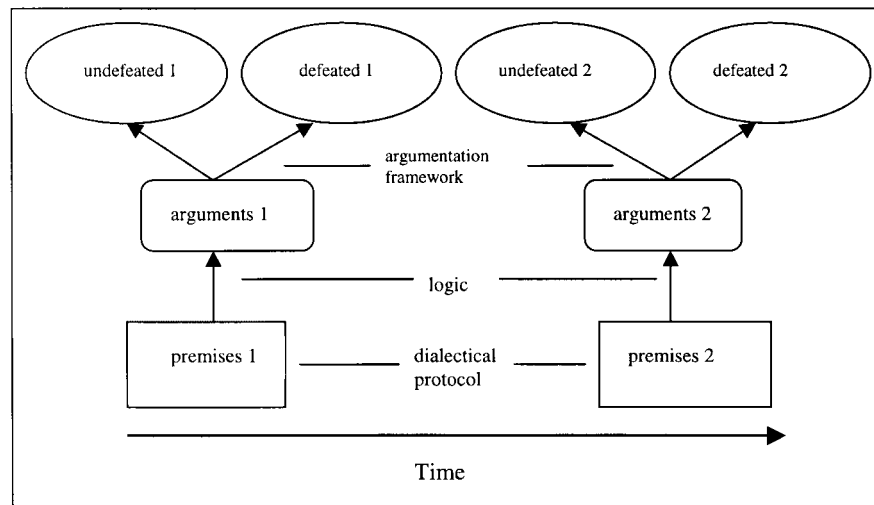 undefeated 1
defeated 1
undefeated 2
defeated 2
argumentation
framework
arguments 1
arguments 2
logic
premises 1
dialectical
protocol
premises 2
Time